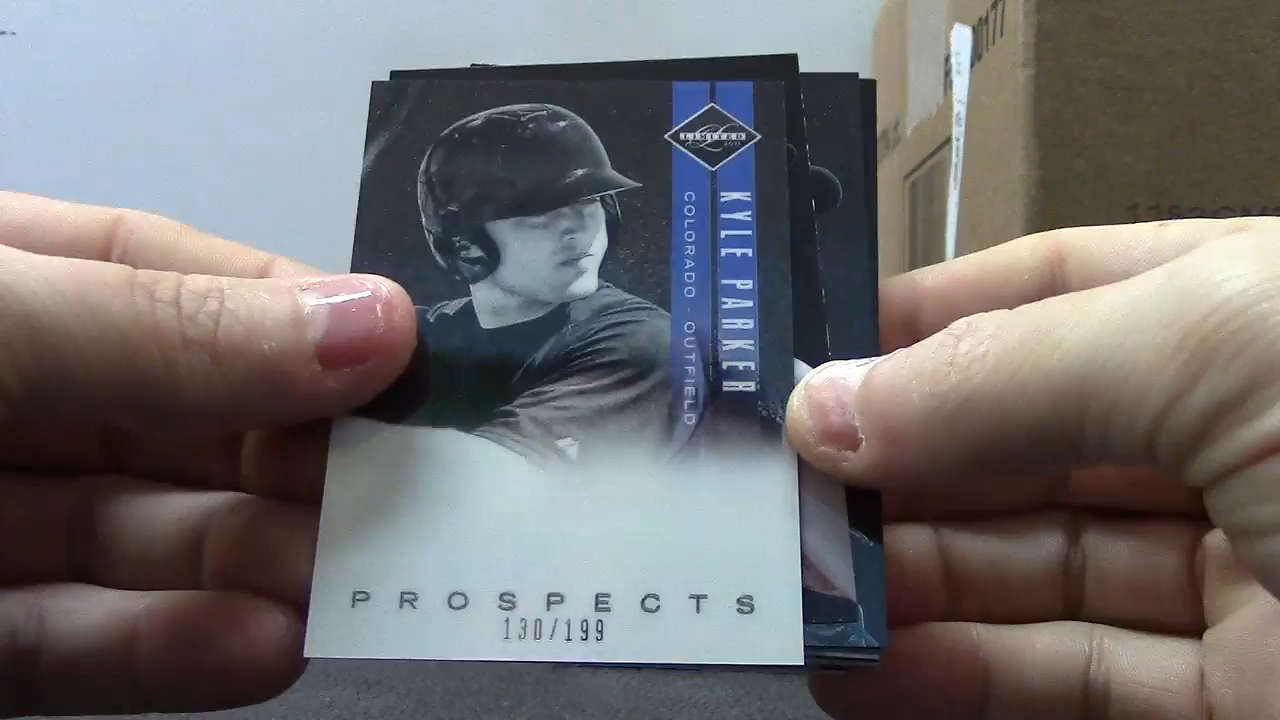 LIMITED
2011
KYLE PARKER
COLORADO - OUTFIELD
PROSPECTS
130/199